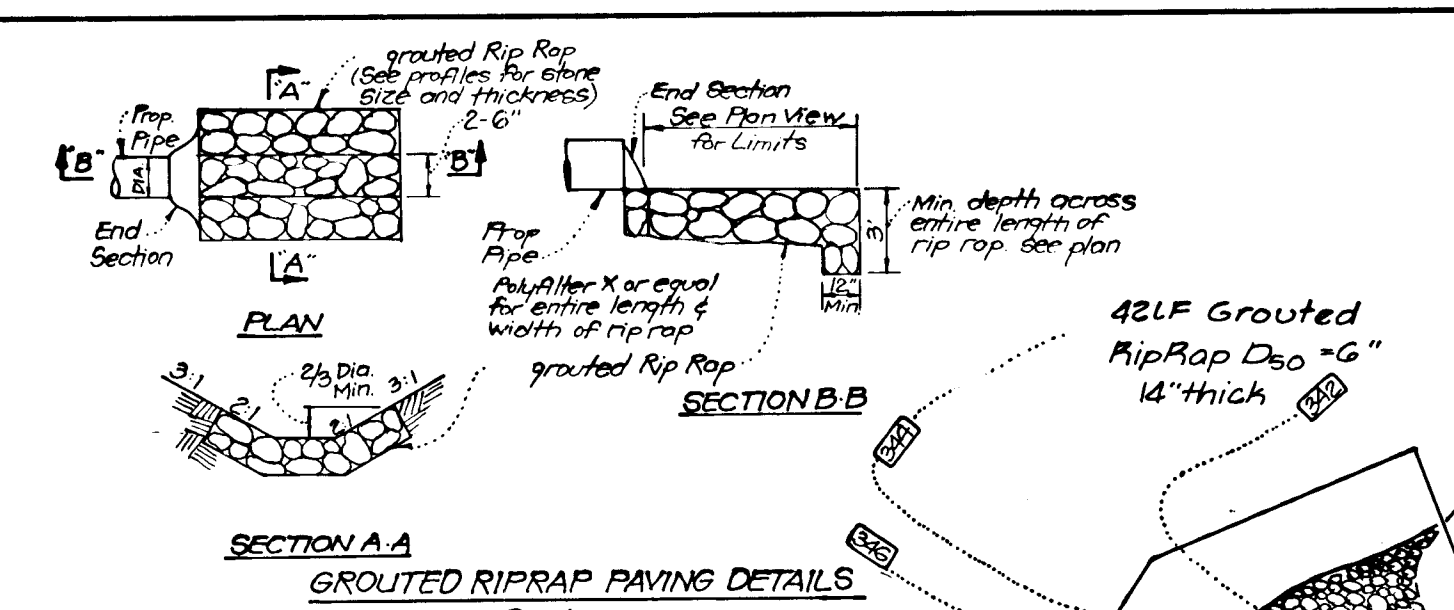 grouted Rip Rap
(See profiles for stone
size and thickness)
2-6"
"A"
Prop.
Pipe
"B"
DIA.
"B"
End
Section
"A"
PLAN
End Section
See Plan View
for Limits
Prop
Pipe
Min. depth across
entire length of
rip rap. see plan
3
12"
Min
Polyfilter X or equal
for entire length &
width of rip rap
grouted Rip Rap
SECTION B-B
3:1
2:1
2/3 Dia.
Min.
3:1
2:1
SECTION A-A
GROUTED RIPRAP PAVING DETAILS
42LF Grouted
RipRap D50 =6"
14" thick
342
344
346